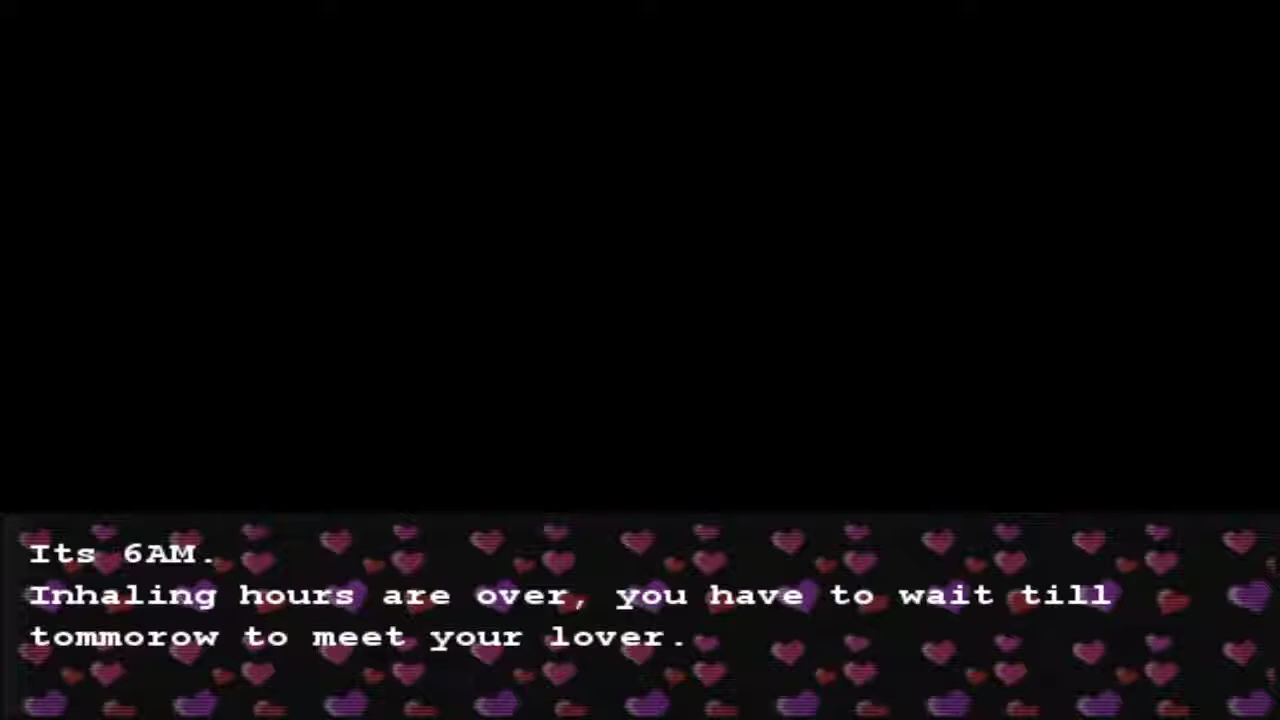 Its 6AM.
Inhaling hours are over, you have to wait till
tommorow to meet your lover.